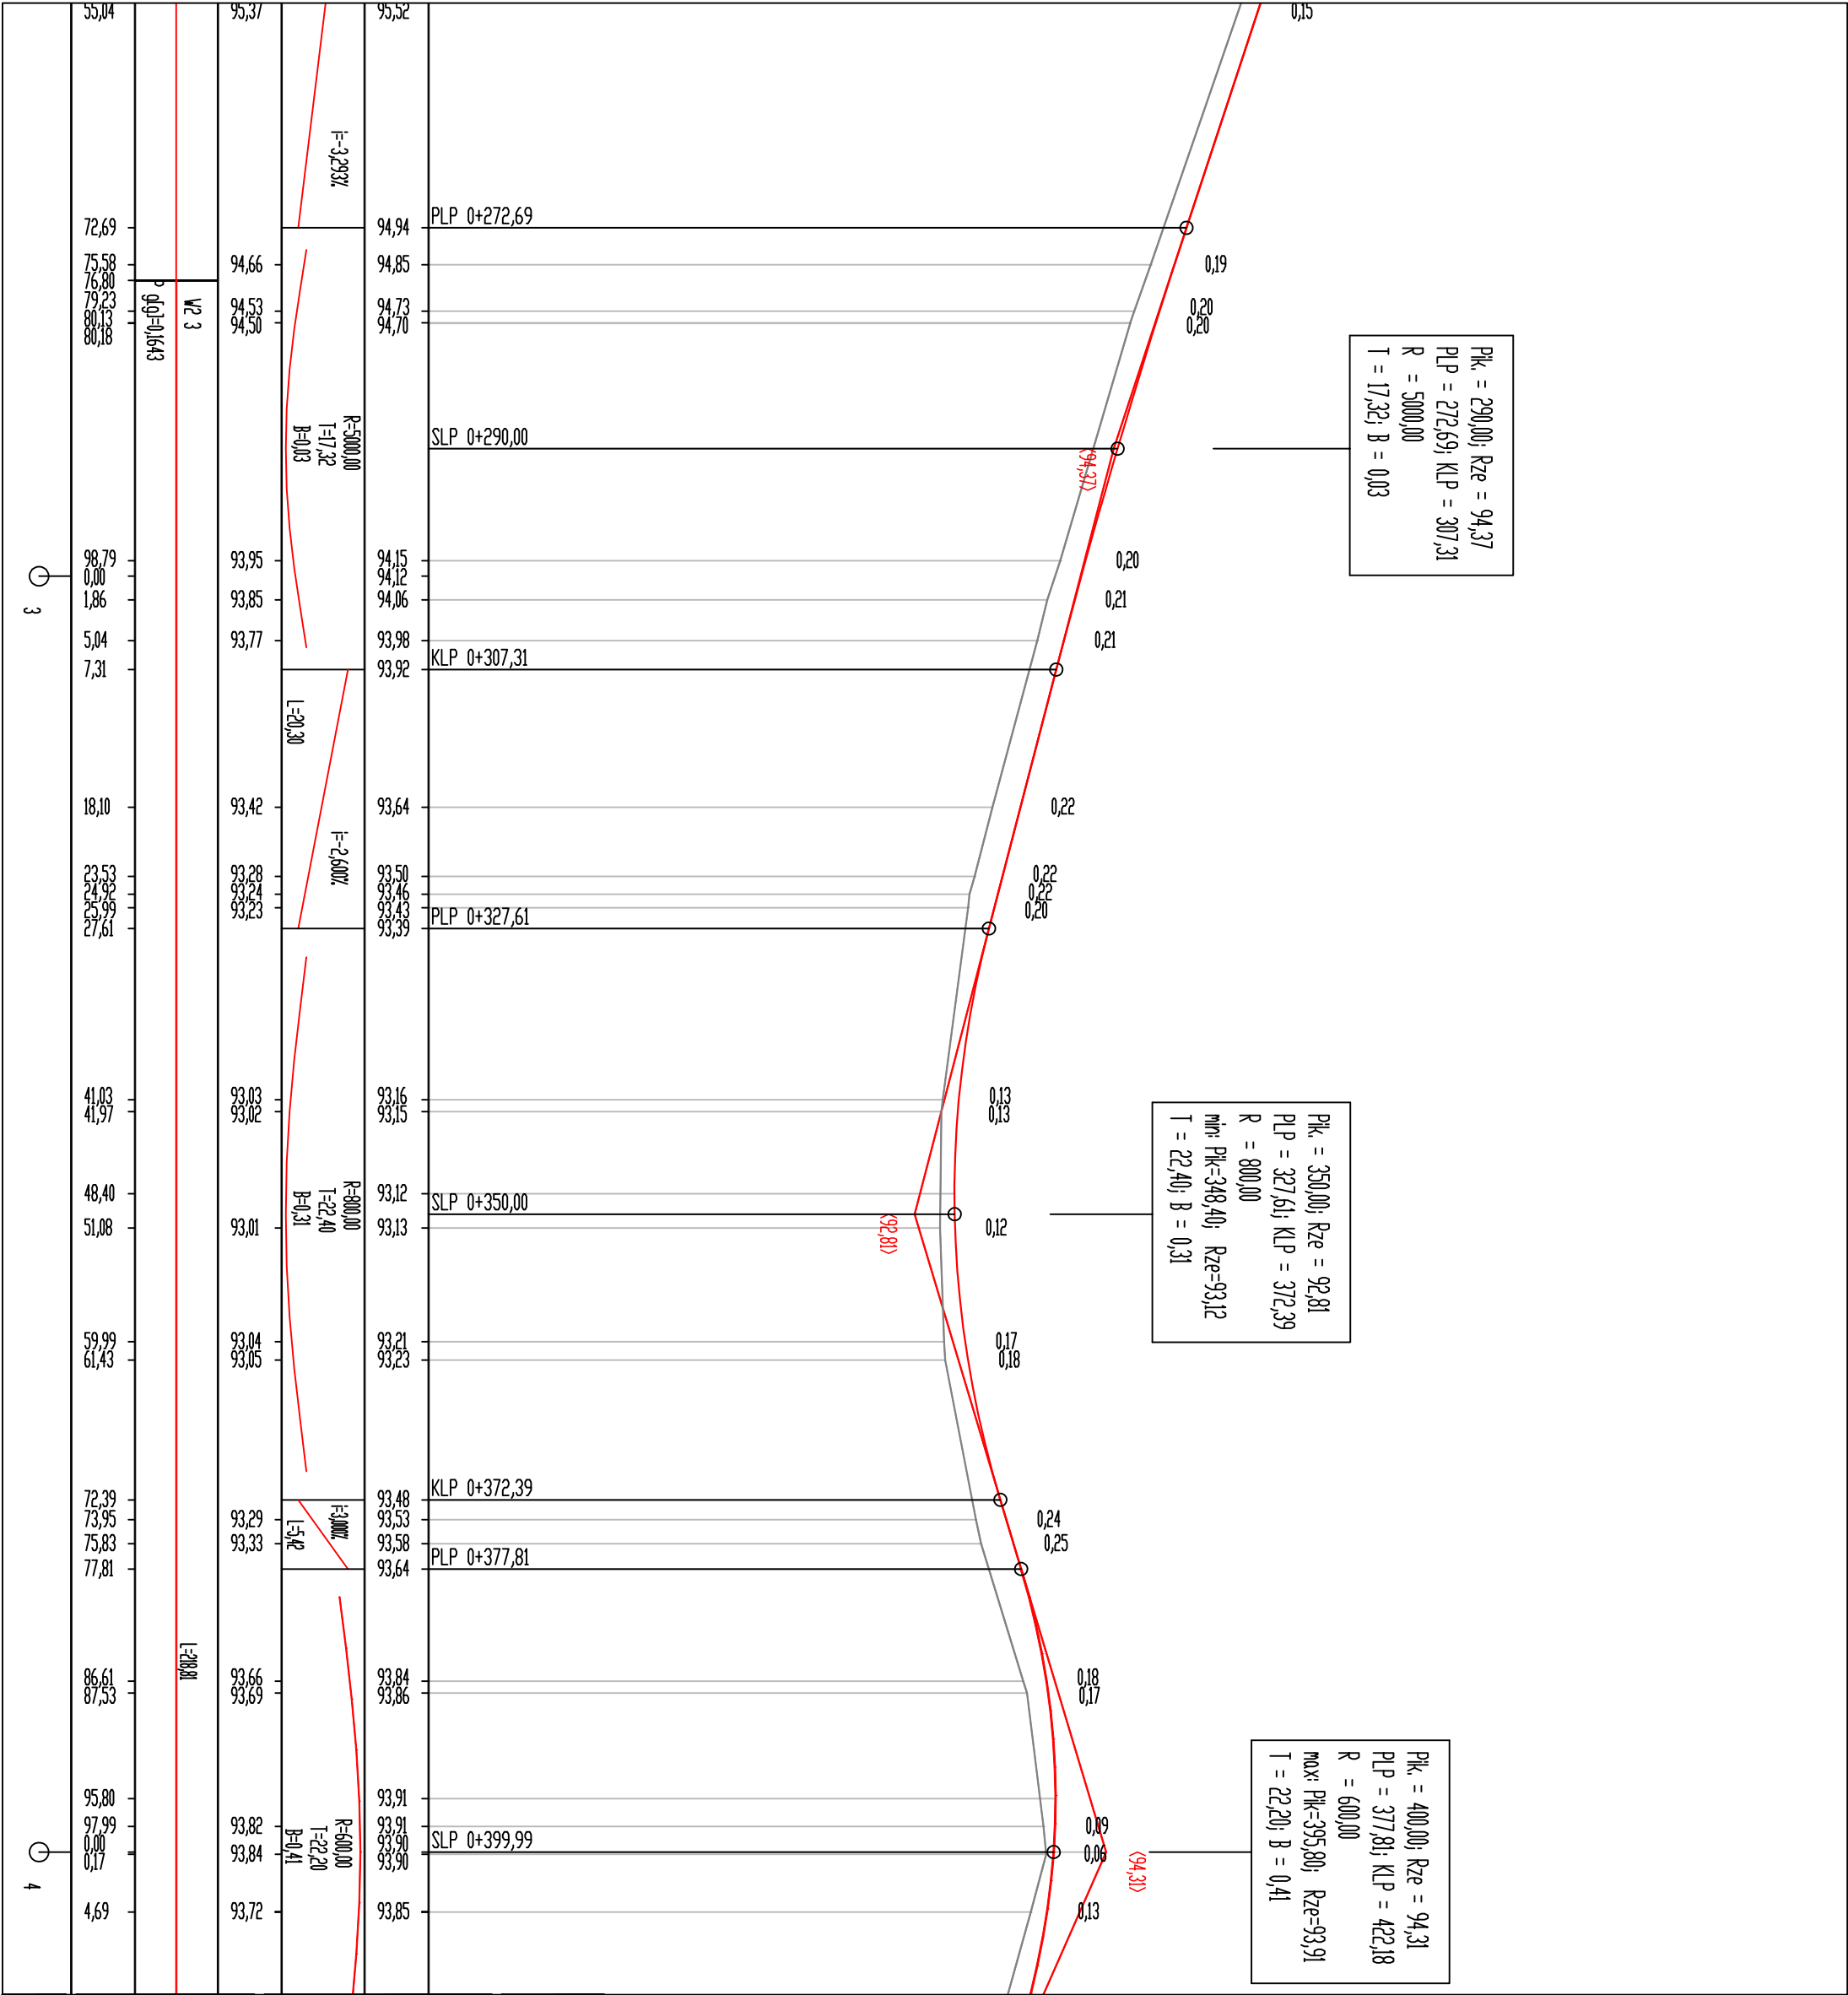 55,04 95,37 95,52 0,15
i=-3,293%
72,69 94,94 PLP 0+272,69
75,58 94,66 94,85 0,19
76,80
79,23 94,53 94,73 0,20
80,13 94,50 94,70 0,20
80,18
W2 3
P g[g]=0,1643
R=5000,00
T=17,32
B=0,03
SLP 0+290,00
<94,37>
Pik. = 290,00; Rze = 94,37
PLP = 272,69; KLP = 307,31
R = 5000,00
T = 17,32; B = 0,03
98,79 93,95 94,15 0,20
0,00 94,12
3
1,86 93,85 94,06 0,21
5,04 93,77 93,98 0,21
7,31 93,92 KLP 0+307,31
L=20,30
i=-2,600%
18,10 93,42 93,64 0,22
23,53 93,28 93,50 0,22
24,92 93,24 93,46 0,22
25,99 93,23 93,43 0,20
27,61 93,39 PLP 0+327,61
41,03 93,03 93,16 0,13
41,97 93,02 93,15 0,13
R=800,00
T=22,40
B=0,31
48,40 93,12
SLP 0+350,00
<92,81>
51,08 93,01 93,13 0,12
Pik. = 350,00; Rze = 92,81
PLP = 327,61; KLP = 372,39
R = 800,00
min: Pik=348,40; Rze=93,12
T = 22,40; B = 0,31
59,99 93,04 93,21 0,17
61,43 93,05 93,23 0,18
72,39 93,48 KLP 0+372,39
73,95 93,29 93,53 0,24
75,83 93,33 93,58 0,25
i=3,000%
L=5,42
77,81 93,64 PLP 0+377,81
L=218,81
86,61 93,66 93,84 0,18
87,53 93,69 93,86 0,17
95,80 93,91
97,99 93,82 93,91 0,09
0,00 93,90 SLP 0+399,99
0,17 93,84 93,90 0,06
4
R=600,00
T=22,20
B=0,41
<94,31>
Pik. = 400,00; Rze = 94,31
PLP = 377,81; KLP = 422,18
R = 600,00
max: Pik=395,80; Rze=93,91
T = 22,20; B = 0,41
4,69 93,72 93,85 0,13